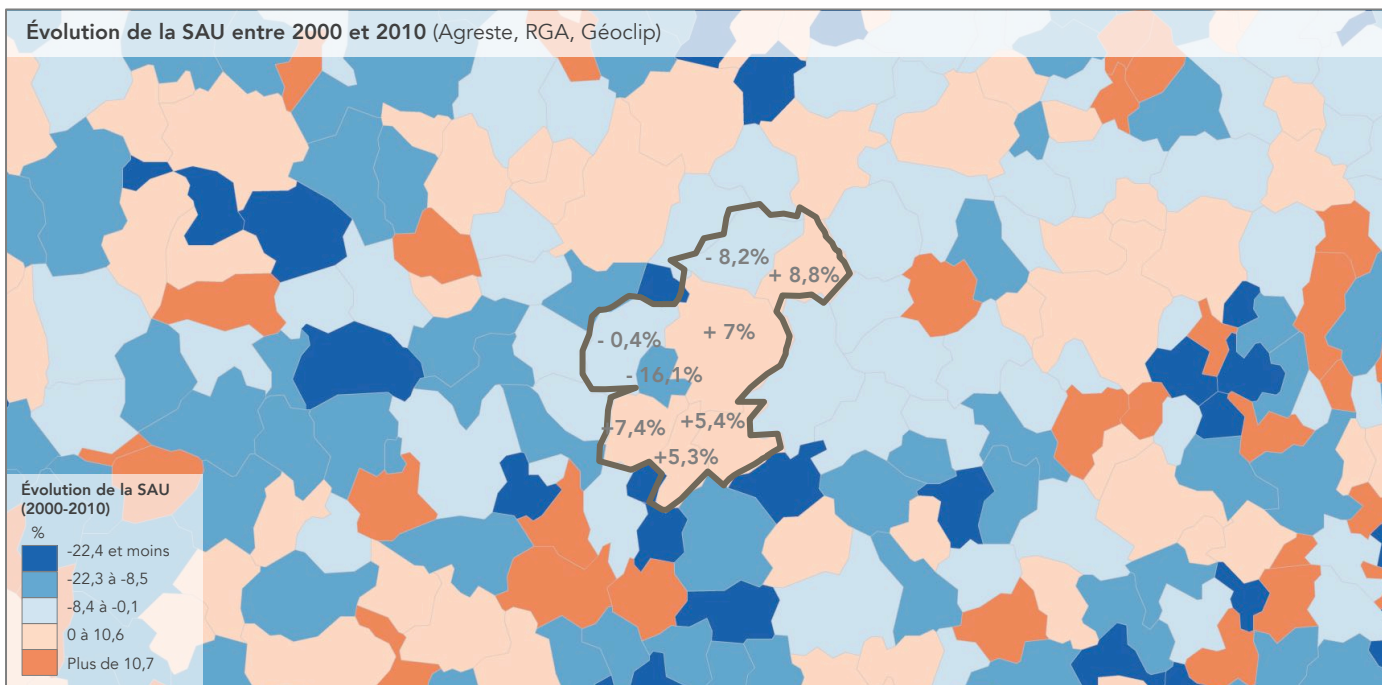 Évolution de la SAU entre 2000 et 2010 (Agreste, RGA, Géoclip)
- 8,2%
+ 8,8%
- 0,4%
+ 7%
- 16,1%
+7,4%
+5,4%
+5,3%
Évolution de la SAU
(2000-2010)
%
-22,4 et moins
-22,3 à -8,5
-8,4 à -0,1
0 à 10,6
Plus de 10,7